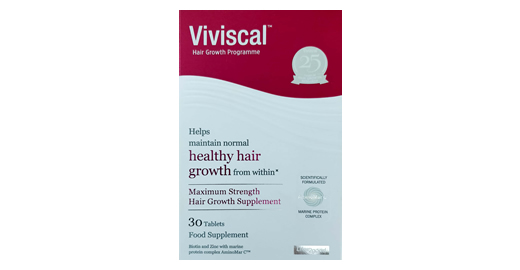 Viviscal™
Hair Growth Programme
25
Helps
maintain normal
healthy hair
growth from within*
Maximum Strength
Hair Growth Supplement
30 Tablets
Food Supplement
Biotin and Zinc with marine
protein complex AminoMar C™
SCIENTIFICALLY
FORMULATED
MARINE PROTEIN
COMPLEX